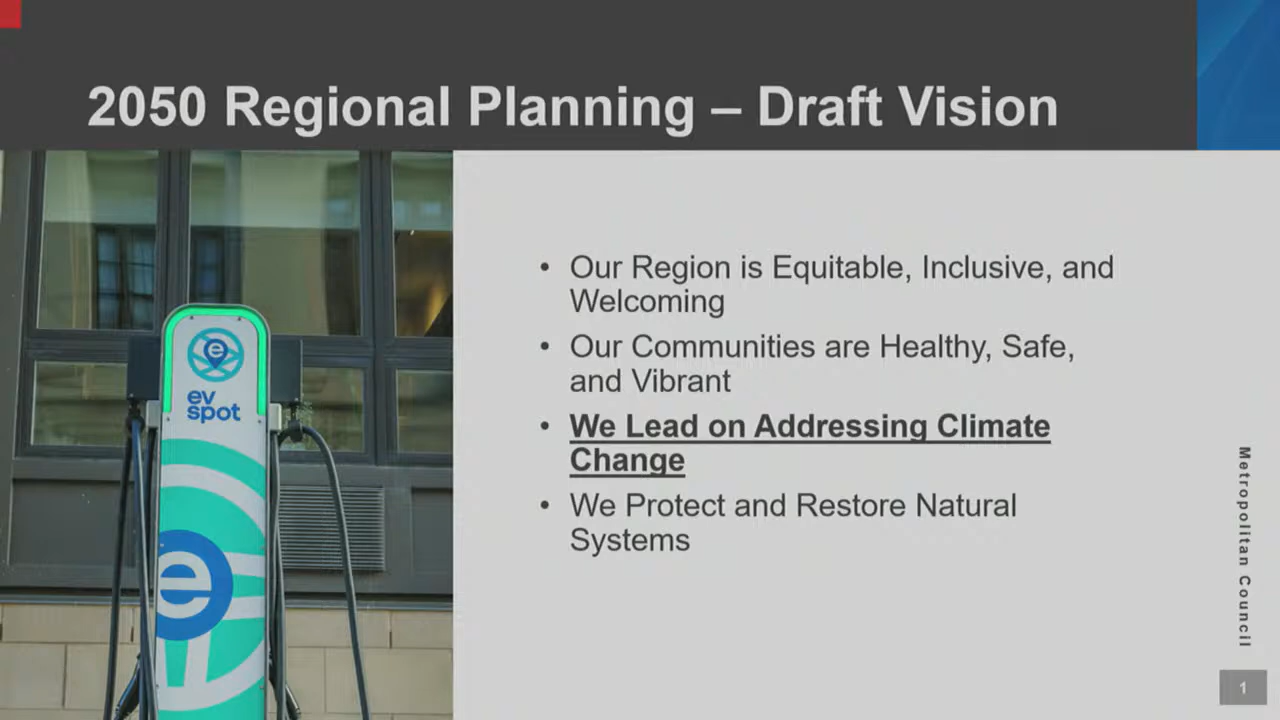 2050 Regional Planning – Draft Vision
e
ev
spot
e
• Our Region is Equitable, Inclusive, and
Welcoming
• Our Communities are Healthy, Safe,
and Vibrant
• We Lead on Addressing Climate
Change
• We Protect and Restore Natural
Systems
Metropolitan Council
1